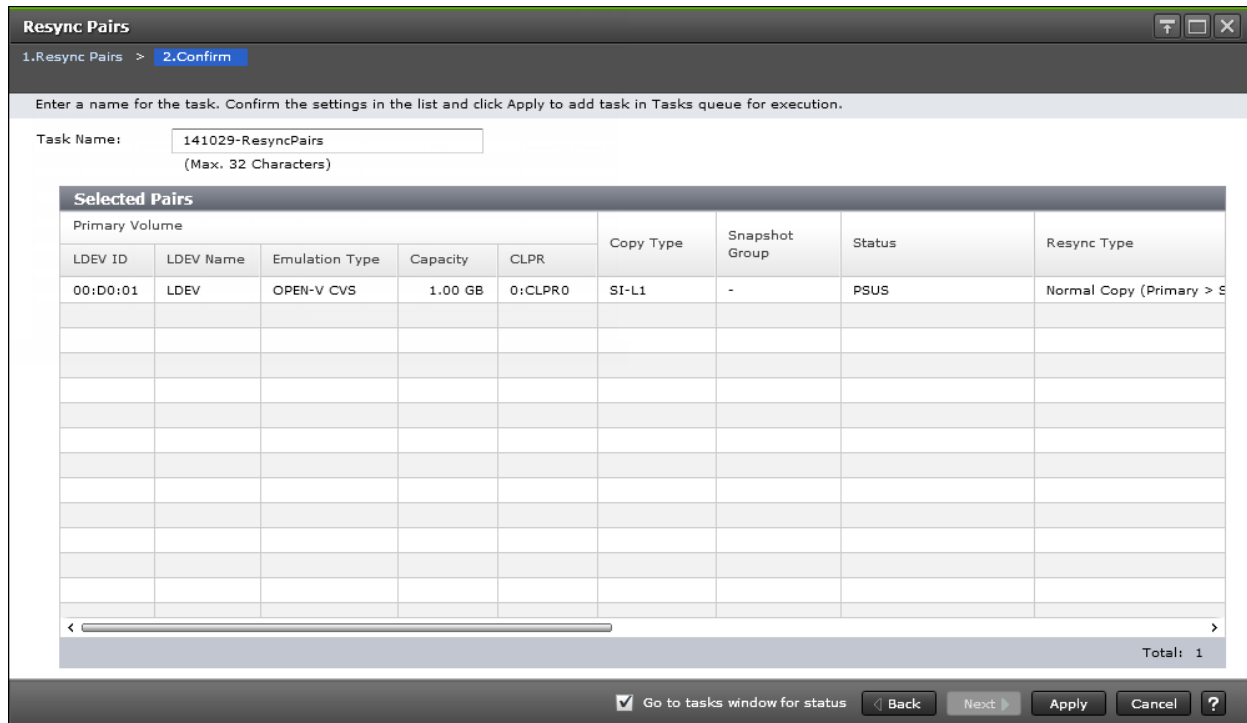 Resync Pairs
1.Resync Pairs > 2.Confirm
Enter a name for the task. Confirm the settings in the list and click Apply to add task in Tasks queue for execution.
Task Name: 141029-ResyncPairs
(Max. 32 Characters)
Selected Pairs
Primary Volume Copy Type Snapshot Group Status Resync Type
LDEV ID LDEV Name Emulation Type Capacity CLPR
00:D0:01 LDEV OPEN-V CVS 1.00 GB 0:CLPR0 SI-L1 - PSUS Normal Copy (Primary > S
Total: 1
Go to tasks window for status Back Next Apply Cancel ?